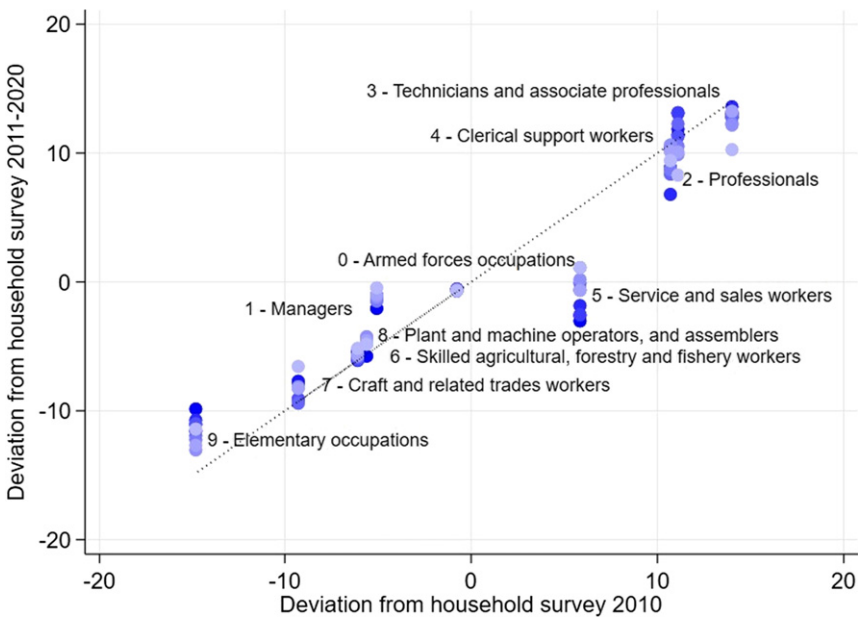 20
10
0
-10
-20
Deviation from household survey 2011-2020
3 - Technicians and associate professionals
4 - Clerical support workers
2 - Professionals
0 - Armed forces occupations
5 - Service and sales workers
1 - Managers
8 - Plant and machine operators, and assemblers
6 - Skilled agricultural, forestry and fishery workers
7 - Craft and related trades workers
9 - Elementary occupations
-20
-10
0
10
20
Deviation from household survey 2010